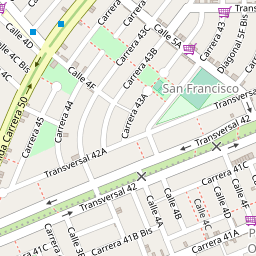 Calle 4D
Calle 4C Bis
Calle 4F
Carrera 43C
Carrera 43B
Calle 5A
Carrera 43
Diagonal 5F Bis
San Francisco
Carrera 43A
Transversal 42
Carrera 50
Carrera 45
Carrera 44
Transversal 42A
Transversal 42
Calle 4A
Calle 4B
Calle 4C
Calle 4D
Carrera 41B Bis
Carrera 41A
Carrera 41C
Carrera 41C